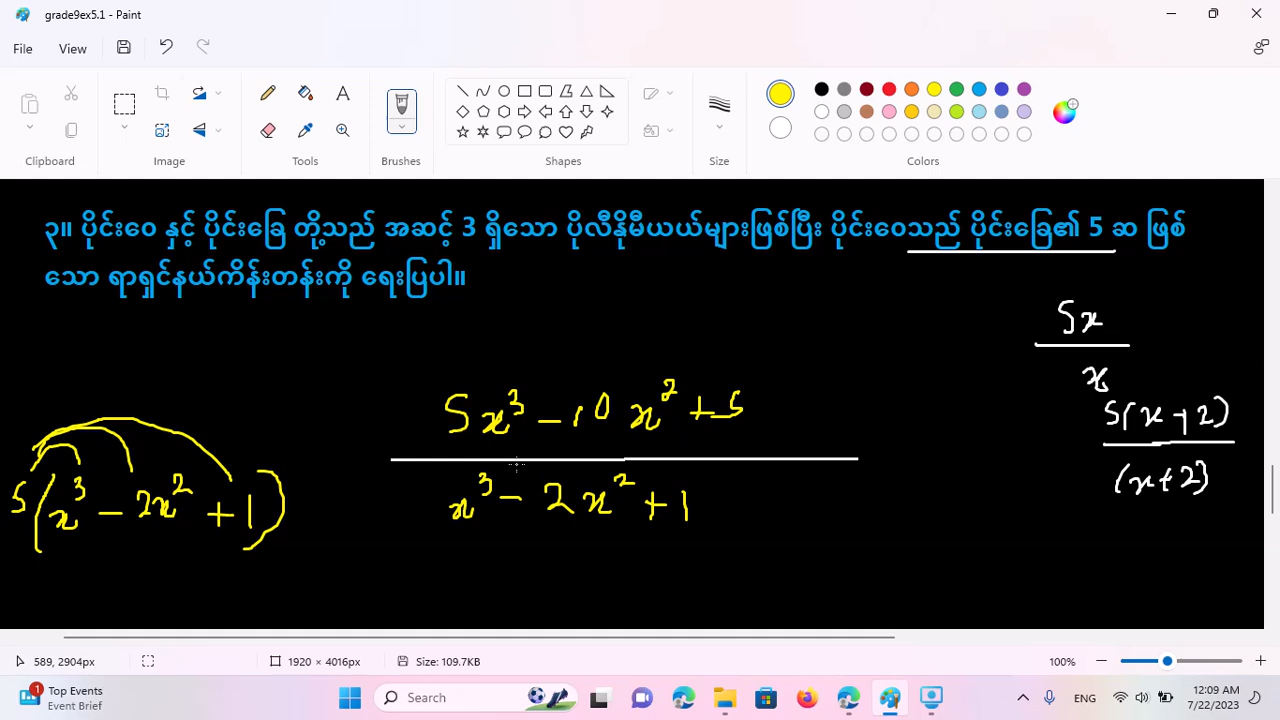 grade9ex5.1 - Paint
File View
Clipboard Image Tools Brushes Shapes Size Colors
၃။ ပိုင်းဝေ နှင့် ပိုင်းခြေ တို့သည် အဆင့် 3 ရှိသော ပိုလီနိုမီယယ်များဖြစ်ပြီး ပိုင်းဝေသည် ပိုင်းခြေ၏ 5 ဆ ဖြစ်
သော ရာရှင်နယ်ကိန်းတန်းကို ရေးပြပါ။
5x
x
5x³ - 10x² + 5
5(x+2)
(x+2)
5(x³ - 2x² + 1)
x³ - 2x² + 1
589, 2904px 1920 × 4016px Size: 109.7KB 100%
1 Top Events
Event Brief
Search
ENG
12:09 AM
7/22/2023